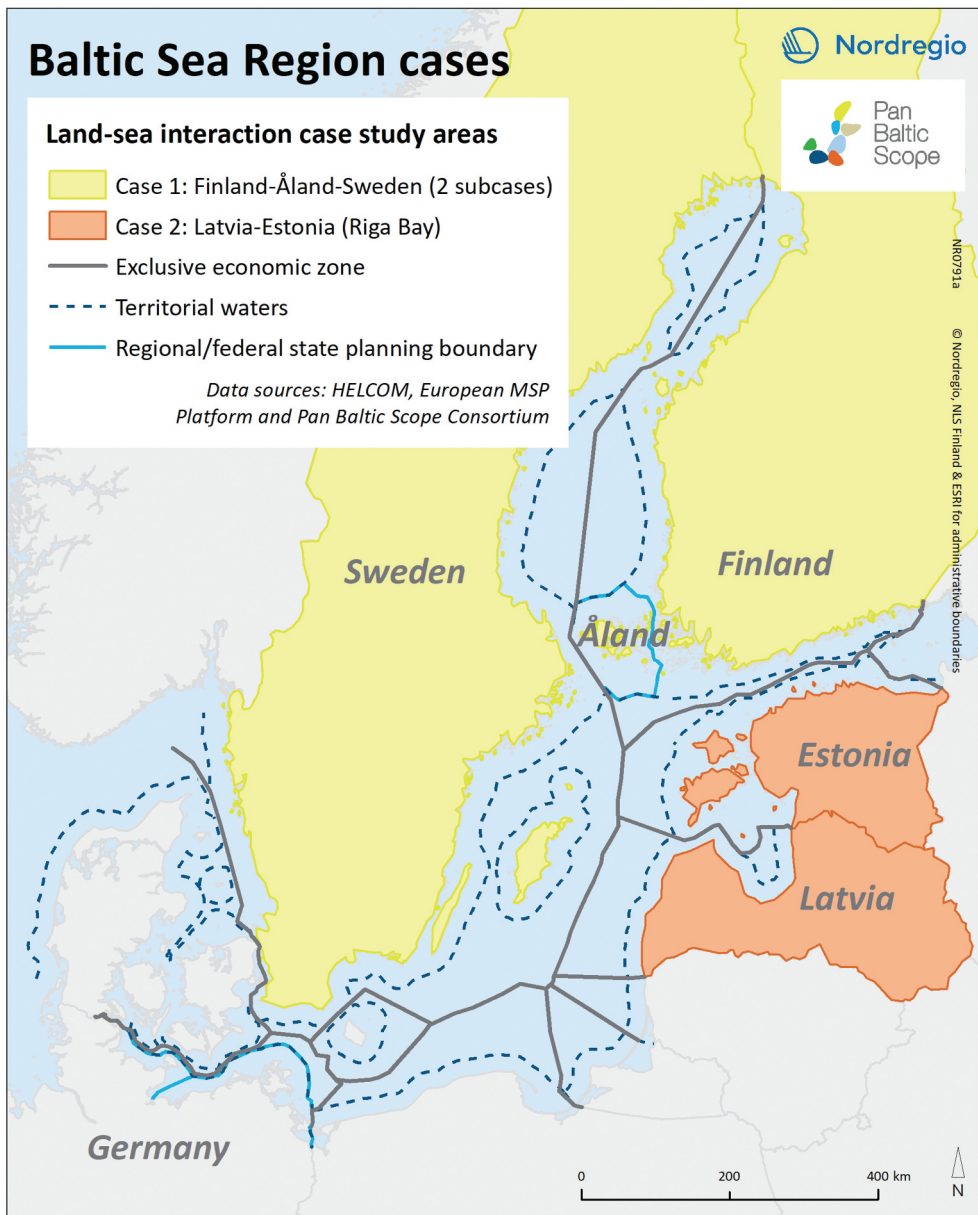 Baltic Sea Region cases
Nordregio
Pan
Baltic
Scope
Land-sea interaction case study areas
Case 1: Finland-Åland-Sweden (2 subcases)
Case 2: Latvia-Estonia (Riga Bay)
Exclusive economic zone
Territorial waters
Regional/federal state planning boundary
Data sources: HELCOM, European MSP
Platform and Pan Baltic Scope Consortium
NR0791a
© Nordregio, NLS Finland & ESRI for administrative boundaries
Sweden
Finland
Åland
Estonia
Latvia
Germany
0 200 400 km
N